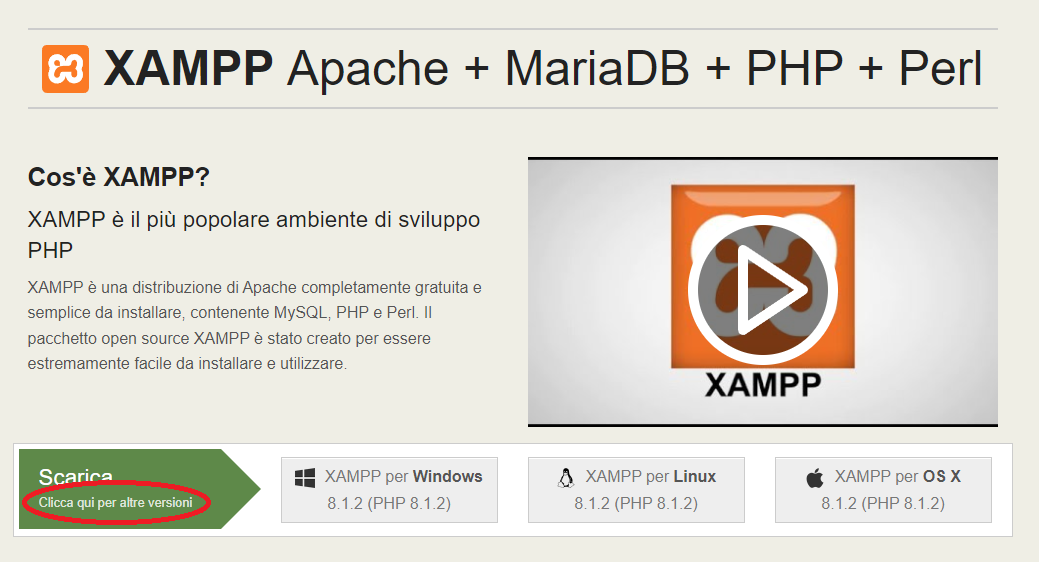 XAMPP Apache + MariaDB + PHP + Perl
Cos'è XAMPP?
XAMPP è il più popolare ambiente di sviluppo
PHP
XAMPP è una distribuzione di Apache completamente gratuita e
semplice da installare, contenente MySQL, PHP e Perl. Il
pacchetto open source XAMPP è stato creato per essere
estremamente facile da installare e utilizzare.
XAMPP
Scarica
Clicca qui per altre versioni
XAMPP per Windows
8.1.2 (PHP 8.1.2)
XAMPP per Linux
8.1.2 (PHP 8.1.2)
XAMPP per OS X
8.1.2 (PHP 8.1.2)